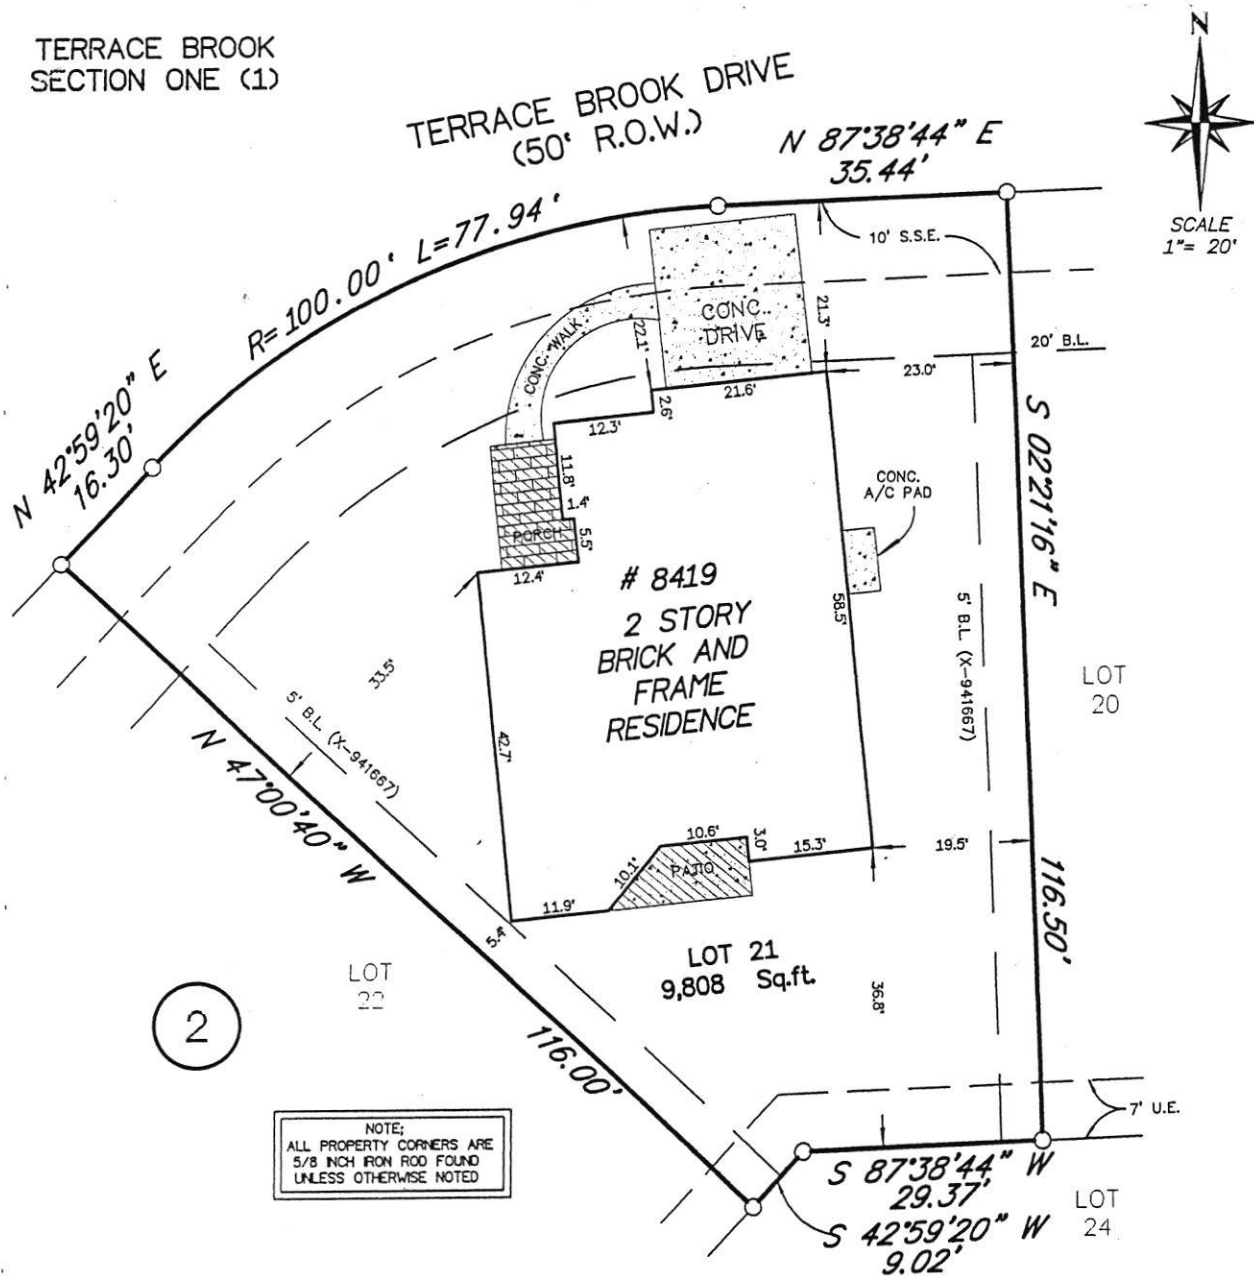 TERRACE BROOK
SECTION ONE (1)
TERRACE BROOK DRIVE
(50' R.O.W.)
N 87°38'44" E
35.44'
N
SCALE
1"= 20'
R=100.00' L=77.94'
10' S.S.E.
N 42°59'20" E
16.30'
CONC. WALK
CONC.
DRIVE
22.1'
21.3'
20' B.L.
21.6'
23.0'
2.6'
12.3'
11.8'
1.4'
5.5'
PORCH
12.4'
CONC.
A/C PAD
S 02°21'16" E
116.50'
# 8419
2 STORY
BRICK AND
FRAME
RESIDENCE
58.5'
5' B.L. (X-941667)
LOT
20
33.5'
5' B.L. (X-941667)
42.7'
N 47°00'40" W
116.00'
10.6'
3.0'
15.3'
19.5'
10.1'
PATIO
11.9'
5.4'
LOT 21
9,808 Sq.ft.
36.8'
LOT
22
2
7' U.E.
NOTE;
ALL PROPERTY CORNERS ARE
5/8 INCH IRON ROD FOUND
UNLESS OTHERWISE NOTED
S 87°38'44" W
29.37'
S 42°59'20" W
9.02'
LOT
24